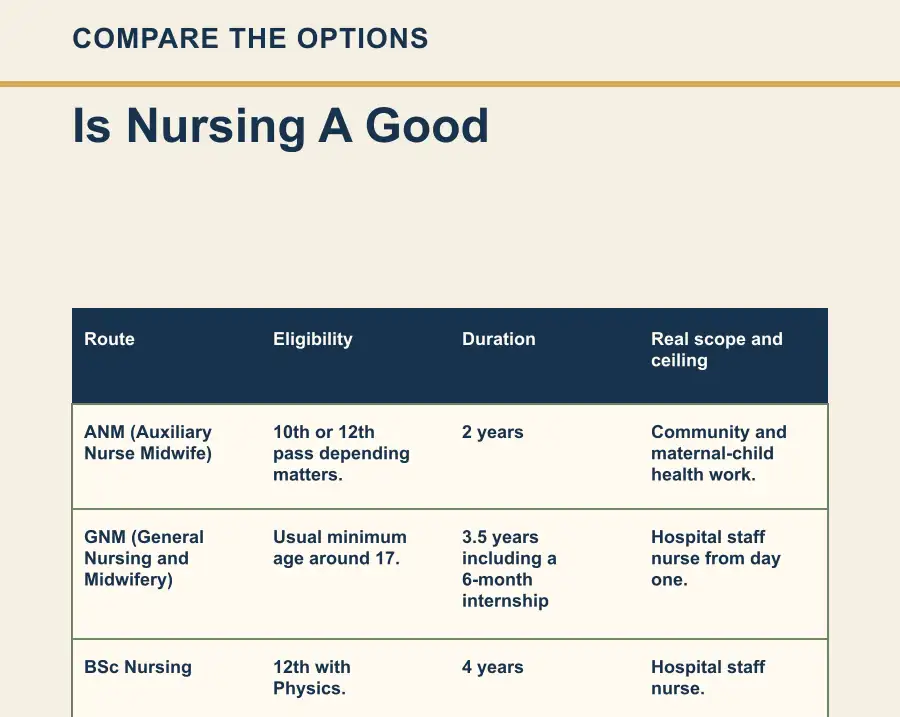 COMPARE THE OPTIONS
Is Nursing A Good
Route
Eligibility
Duration
Real scope and
ceiling
ANM (Auxiliary
Nurse Midwife)
10th or 12th
pass depending
matters.
2 years
Community and
maternal-child
health work.
GNM (General
Nursing and
Midwifery)
Usual minimum
age around 17.
3.5 years
including a
6-month
internship
Hospital staff
nurse from day
one.
BSc Nursing
12th with
Physics.
4 years
Hospital staff
nurse.